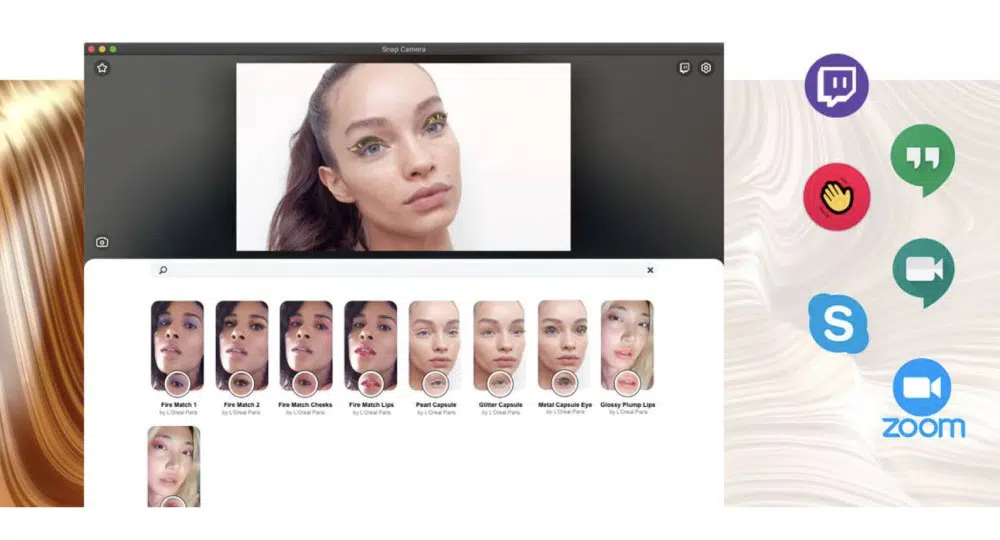 Snap Camera
Fire Match 1
by L'Oreal Paris
Fire Match 2
by L'Oreal Paris
Fire Match Cheeks
by L'Oreal Paris
Fire Match Lips
by L'Oreal Paris
Pearl Capsule
by L'Oreal Paris
Glitter Capsule
by L'Oreal Paris
Metal Capsule Eye
by L'Oreal Paris
Glossy Plump Lips
by L'Oreal Paris
S
zoom